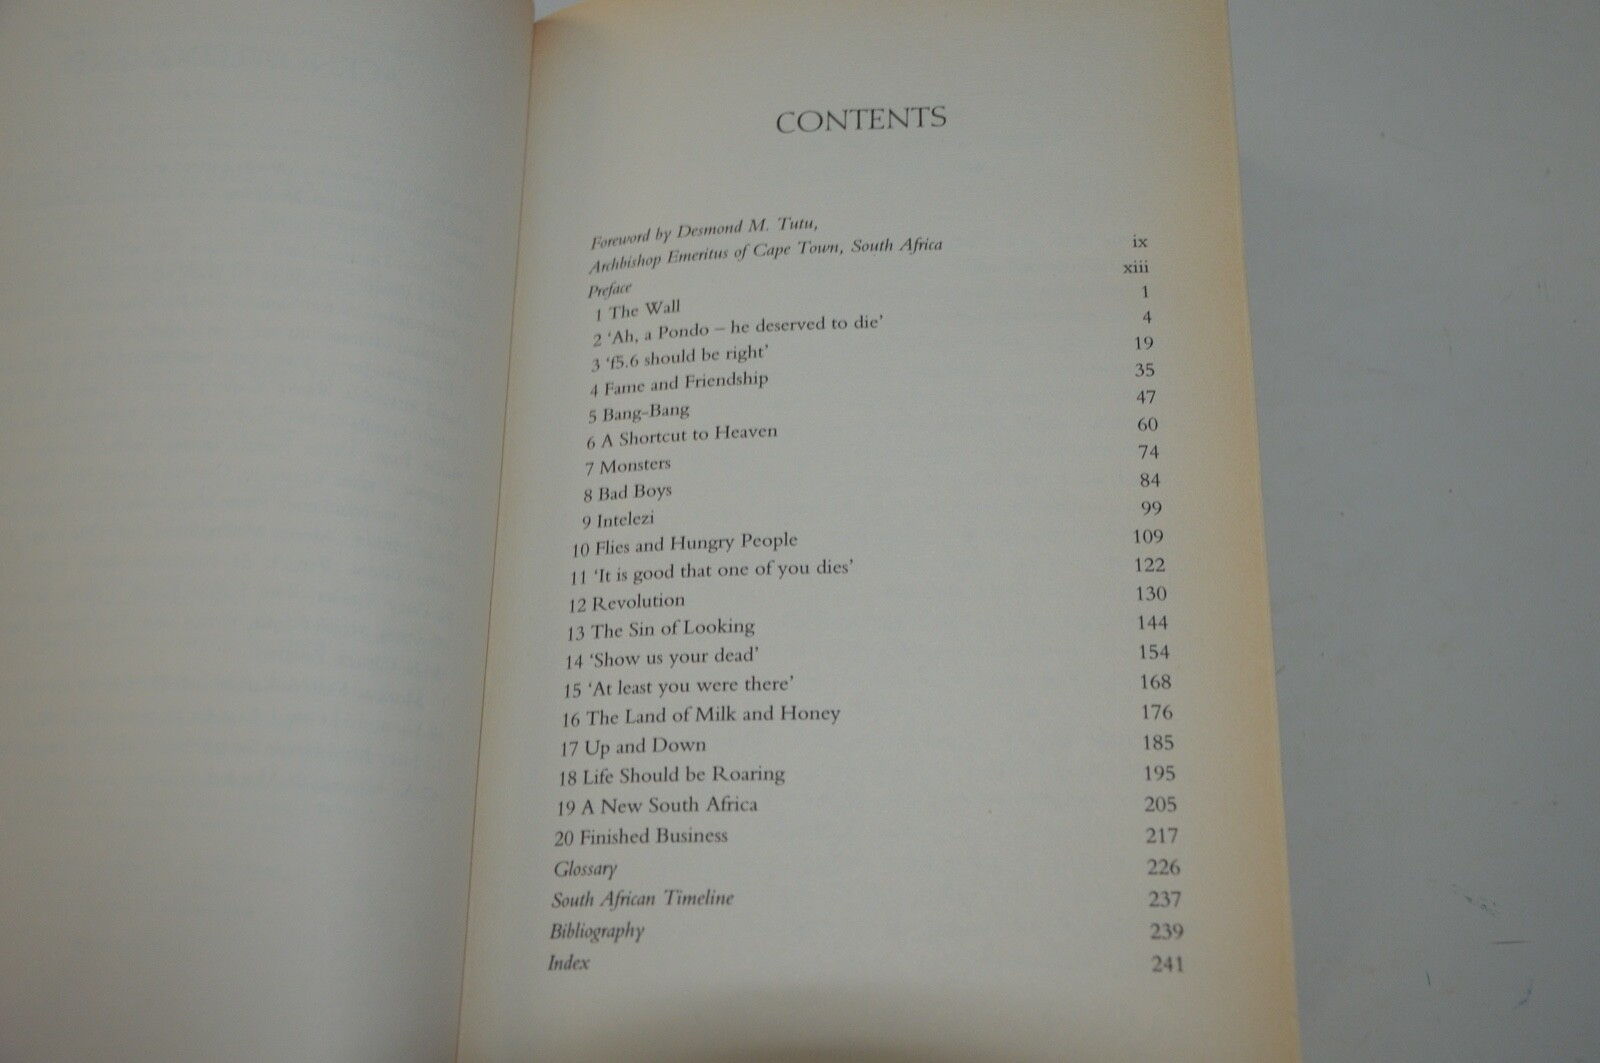 CONTENTS
Foreword by Desmond M. Tutu,
Archbishop Emeritus of Cape Town, South Africa ix
Preface xiii
1 The Wall 1
2 ‘Ah, a Pondo – he deserved to die’ 4
3 ‘f5.6 should be right’ 19
4 Fame and Friendship 35
5 Bang-Bang 47
6 A Shortcut to Heaven 60
7 Monsters 74
8 Bad Boys 84
9 Intelezi 99
10 Flies and Hungry People 109
11 ‘It is good that one of you dies’ 122
12 Revolution 130
13 The Sin of Looking 144
14 ‘Show us your dead’ 154
15 ‘At least you were there’ 168
16 The Land of Milk and Honey 176
17 Up and Down 185
18 Life Should be Roaring 195
19 A New South Africa 205
20 Finished Business 217
Glossary 226
South African Timeline 237
Bibliography 239
Index 241